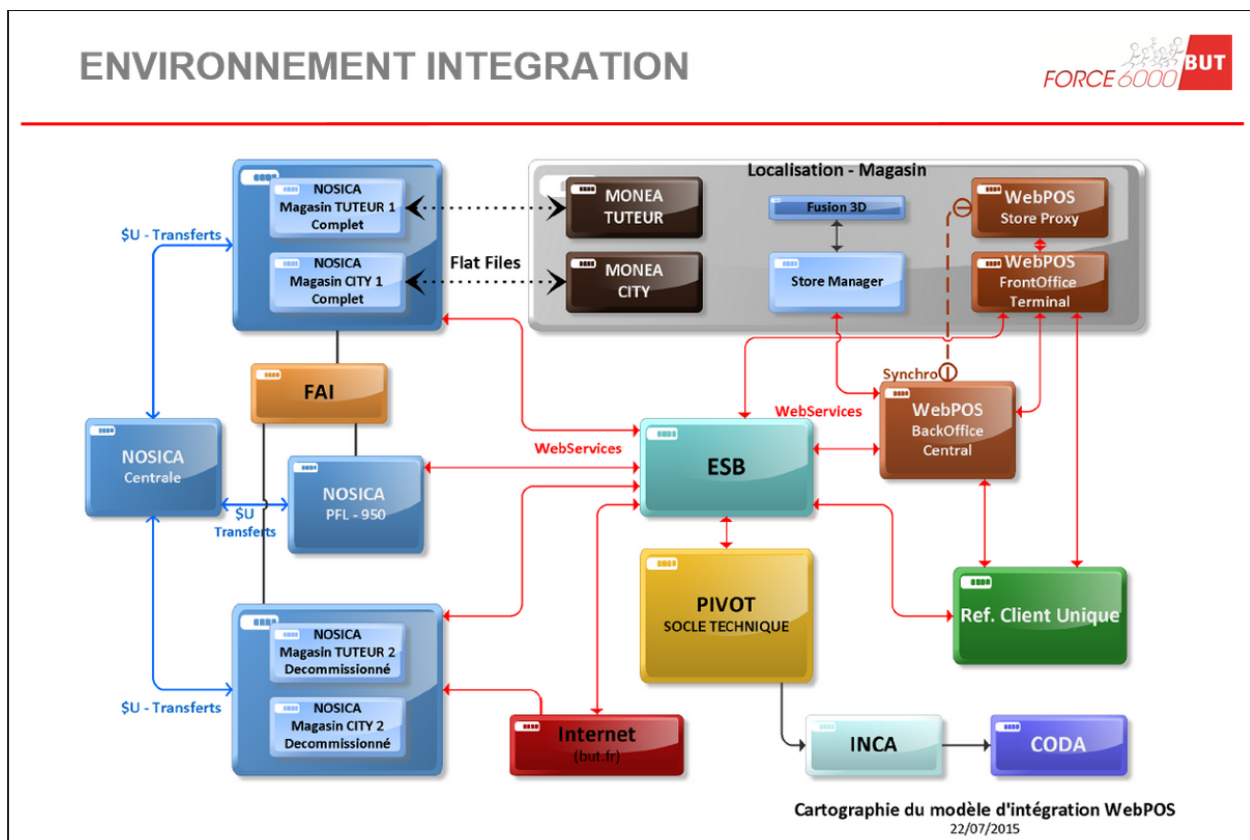 ENVIRONNEMENT INTEGRATION
FORCE 6000
BUT
Localisation - Magasin
NOSICA
Magasin TUTEUR 1
Complet
MONEA
TUTEUR
Fusion 3D
WebPOS
Store Proxy
$U - Transferts
Flat Files
NOSICA
Magasin CITY 1
Complet
MONEA
CITY
Store Manager
WebPOS
FrontOffice
Terminal
FAI
Synchro
WebPOS
BackOffice
Central
WebServices
WebServices
NOSICA
Centrale
ESB
NOSICA
PFL - 950
$U
Transferts
PIVOT
SOCLE TECHNIQUE
Ref. Client Unique
NOSICA
Magasin TUTEUR 2
Decommissionné
$U - Transferts
NOSICA
Magasin CITY 2
Decommissionné
Internet
(but.fr)
INCA
CODA
Cartographie du modèle d'intégration WebPOS
22/07/2015